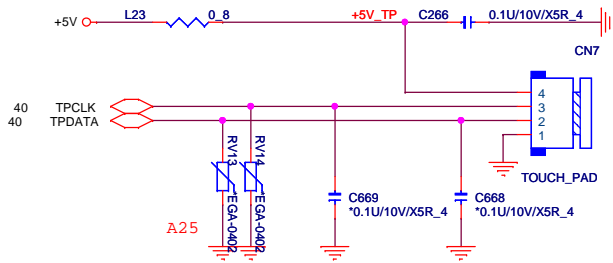 L23 0_8 +5V_TP C266 0.1U/10V/X5R_4
+5V
CN7
4
40 TPCLK 3
40 TPDATA 2
1
RV13
RV14
*EGA-0402
*EGA-0402
TOUCH_PAD
C669
*0.1U/10V/X5R_4
C668
*0.1U/10V/X5R_4
A25